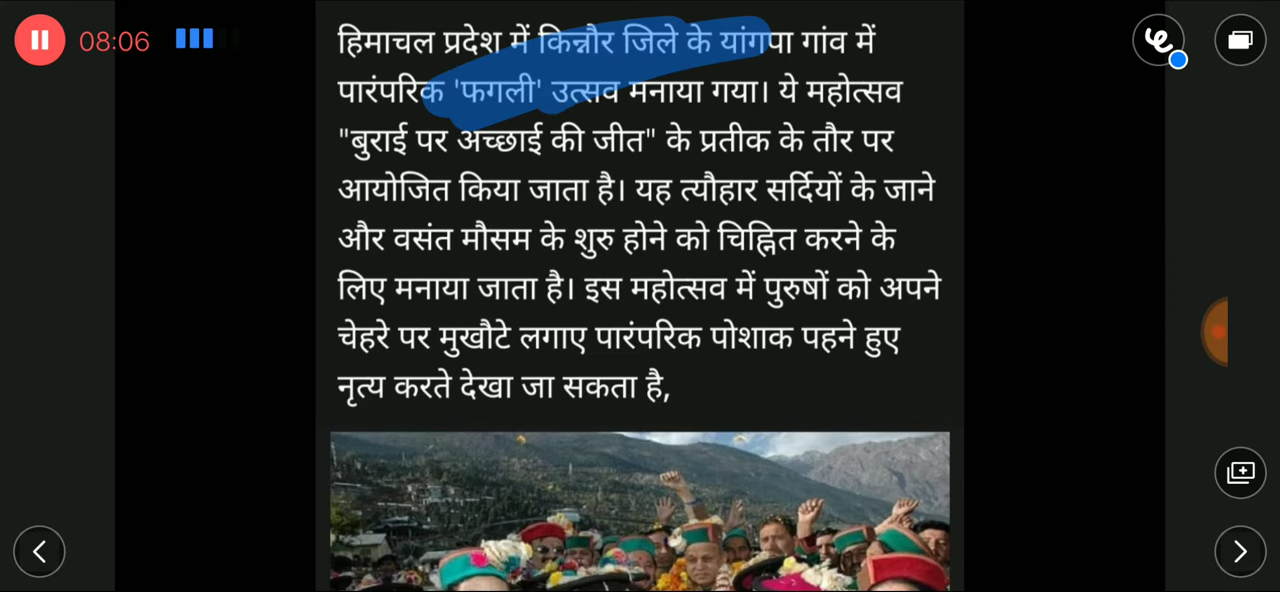 08:06
हिमाचल प्रदेश में किन्नौर जिले के यांगपा गांव में
पारंपरिक 'फगली' उत्सव मनाया गया। ये महोत्सव
"बुराई पर अच्छाई की जीत" के प्रतीक के तौर पर
आयोजित किया जाता है। यह त्यौहार सर्दियों के जाने
और वसंत मौसम के शुरु होने को चिह्नित करने के
लिए मनाया जाता है। इस महोत्सव में पुरुषों को अपने
चेहरे पर मुखौटे लगाए पारंपरिक पोशाक पहने हुए
नृत्य करते देखा जा सकता है,